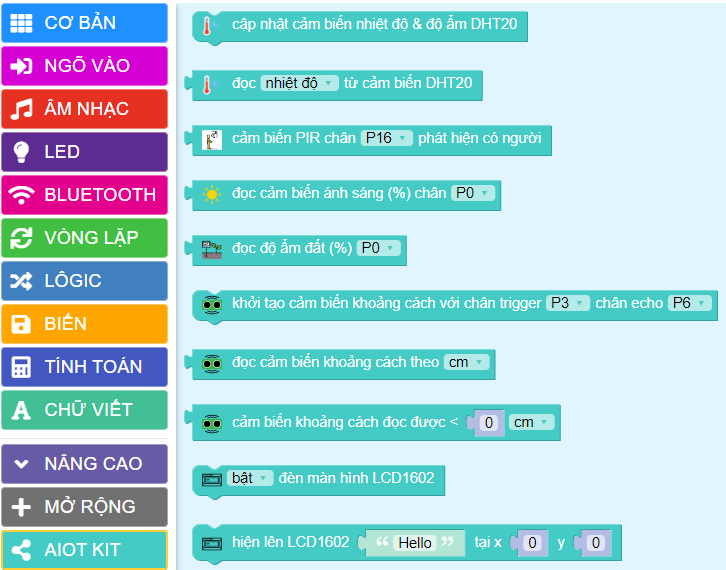 CƠ BẢN
NGÕ VÀO
ÂM NHẠC
LED
BLUETOOTH
VÒNG LẶP
LÔGIC
BIẾN
TÍNH TOÁN
CHỮ VIẾT
NÂNG CAO
MỞ RỘNG
AIOT KIT
cập nhật cảm biến nhiệt độ & độ ẩm DHT20
đọc nhiệt độ từ cảm biến DHT20
cảm biến PIR chân P16 phát hiện có người
đọc cảm biến ánh sáng (%) chân P0
đọc độ ẩm đất (%) P0
khởi tạo cảm biến khoảng cách với chân trigger P3 chân echo P6
đọc cảm biến khoảng cách theo cm
cảm biến khoảng cách đọc được < 0 cm
bật đèn màn hình LCD1602
hiện lên LCD1602 “ Hello ” tại x 0 y 0